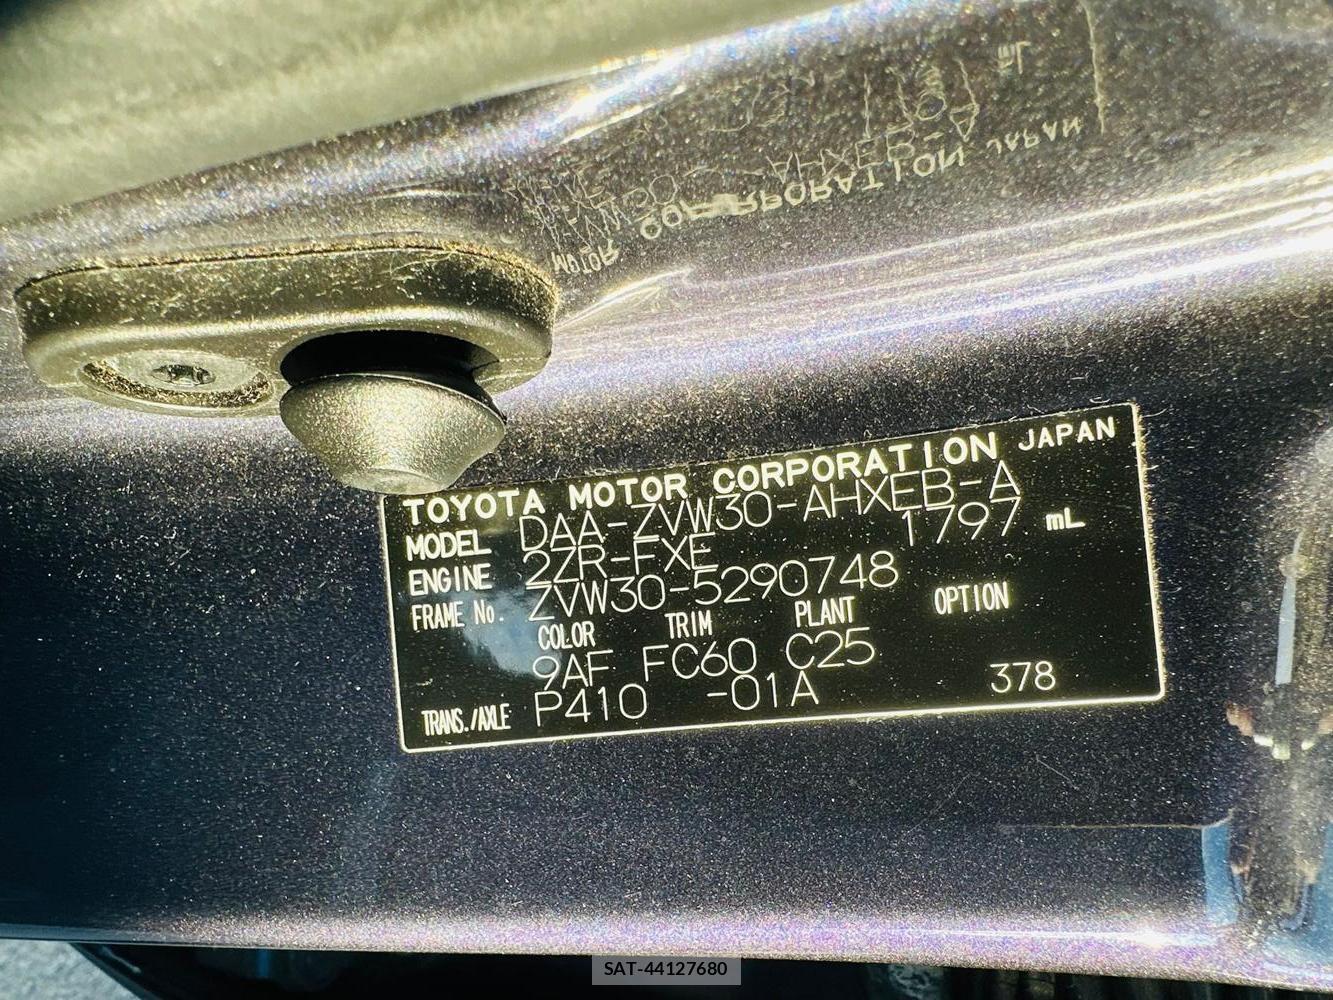 TOYOTA MOTOR CORPORATION JAPAN
MODEL DAA-ZVW30-AHXEB-A
ENGINE 2ZR-FXE 1797 mL
FRAME No. ZVW30-5290748
COLOR TRIM PLANT OPTION
9AF FC60 C25
TRANS./AXLE P410 -01A 378
SAT-44127680